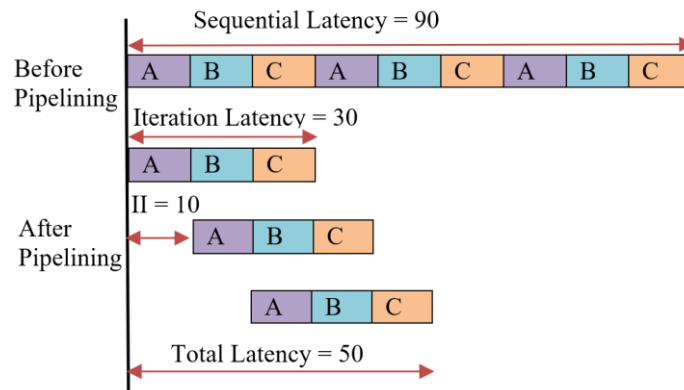 Sequential Latency = 90
Before
Pipelining
A B C A B C A B C
Iteration Latency = 30
A B C
II = 10
After
Pipelining
A B C
A B C
Total Latency = 50